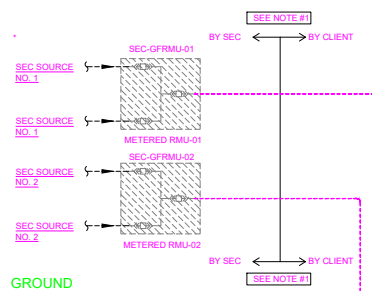 SEE NOTE #1
BY SEC
BY CLIENT
SEC-GFRMU-01
SEC SOURCE
NO. 1
SEC SOURCE
NO. 1
METERED RMU-01
SEC-GFRMU-02
SEC SOURCE
NO. 2
SEC SOURCE
NO. 2
METERED RMU-02
BY SEC
BY CLIENT
SEE NOTE #1
GROUND